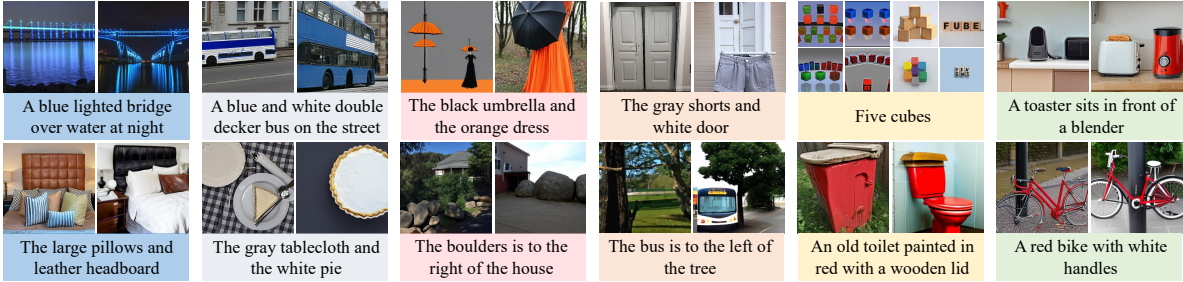 A blue lighted bridge
over water at night
A blue and white double
decker bus on the street
The black umbrella and
the orange dress
The gray shorts and
white door
FUBE
Five cubes
A toaster sits in front of
a blender
The large pillows and
leather headboard
The gray tablecloth and
the white pie
The boulders is to the
right of the house
The bus is to the left of
the tree
An old toilet painted in
red with a wooden lid
A red bike with white
handles